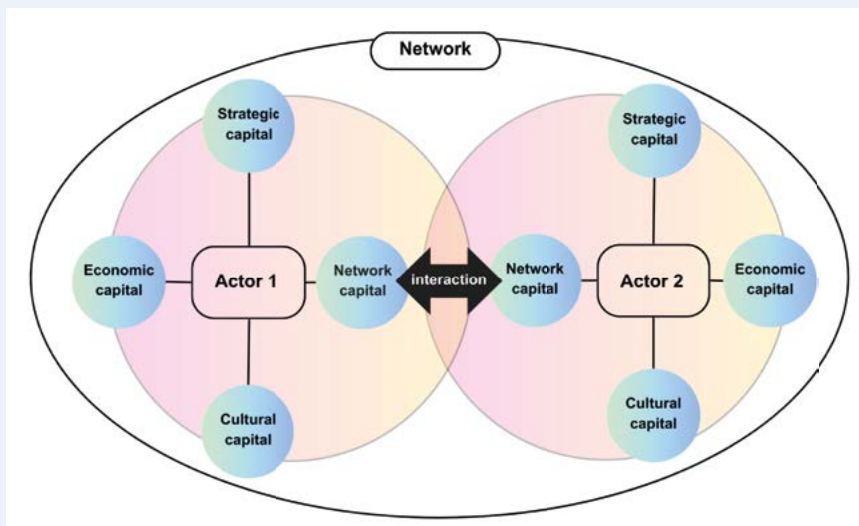 Network
Strategic
capital
Strategic
capital
Economic
capital
Actor 1
Network
capital
interaction
Network
capital
Actor 2
Economic
capital
Cultural
capital
Cultural
capital